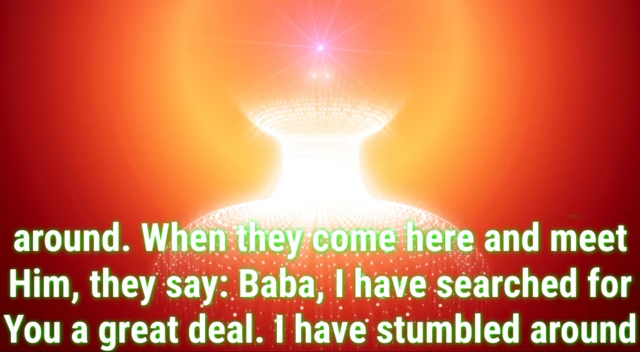 around. When they come here and meet
Him, they say: Baba, I have searched for
You a great deal. I have stumbled around